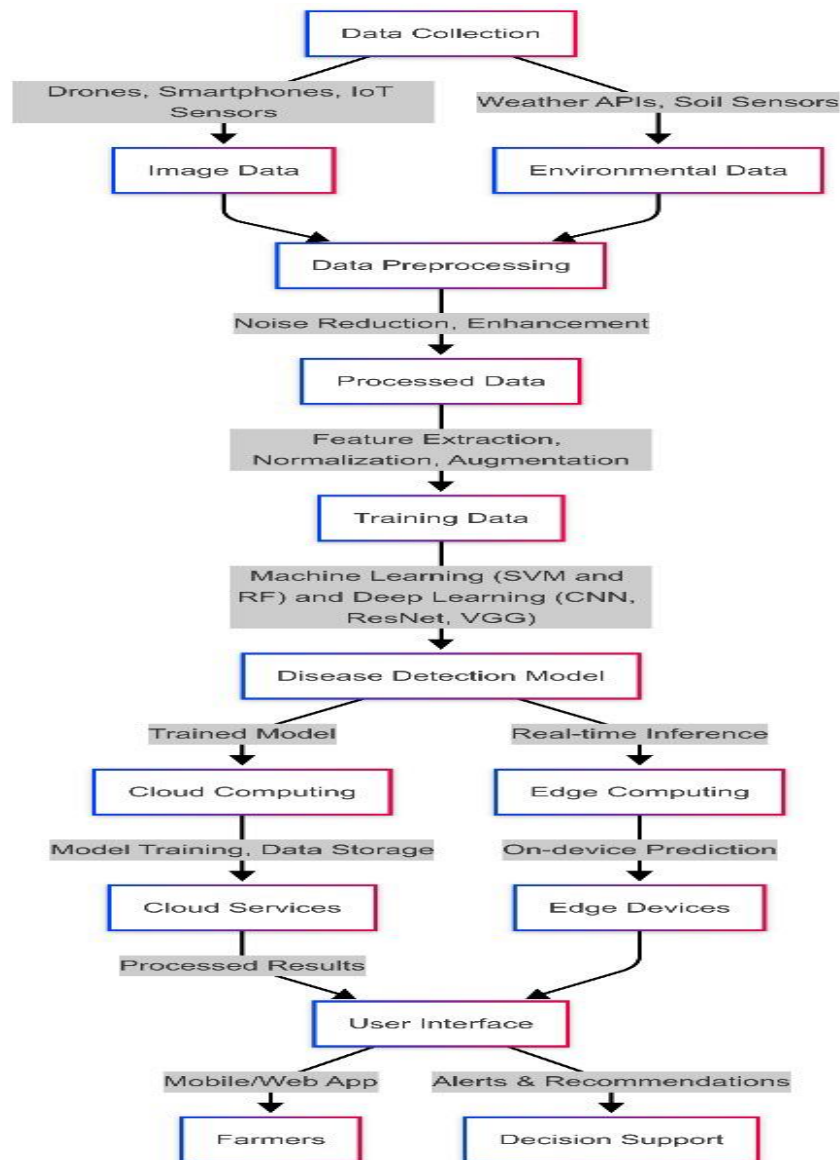 Data Collection
Drones, Smartphones, IoT
Sensors
Weather APIs, Soil Sensors
Image Data
Environmental Data
Data Preprocessing
Noise Reduction, Enhancement
Processed Data
Feature Extraction,
Normalization, Augmentation
Training Data
Machine Learning (SVM and
RF) and Deep Learning (CNN,
ResNet, VGG)
Disease Detection Model
Trained Model
Real-time Inference
Cloud Computing
Edge Computing
Model Training, Data Storage
On-device Prediction
Cloud Services
Edge Devices
Processed Results
User Interface
Mobile/Web App
Alerts & Recommendations
Farmers
Decision Support